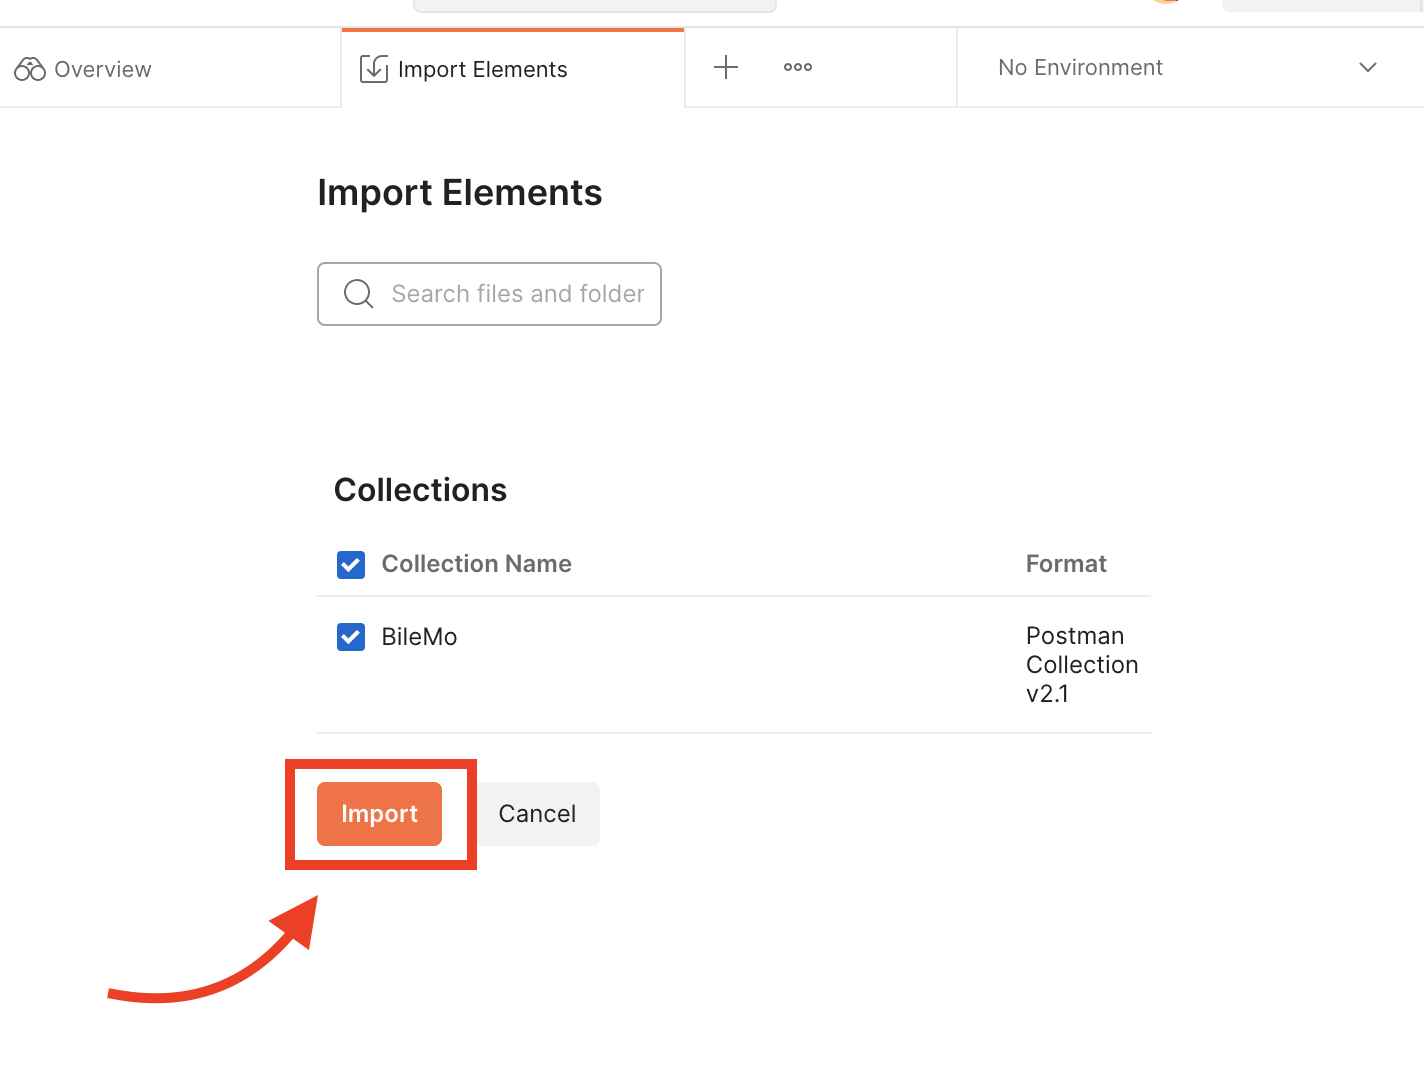 Overview
Import Elements
No Environment
Import Elements
Search files and folder
Collections
Collection Name
Format
BileMo
Postman
Collection
v2.1
Import
Cancel